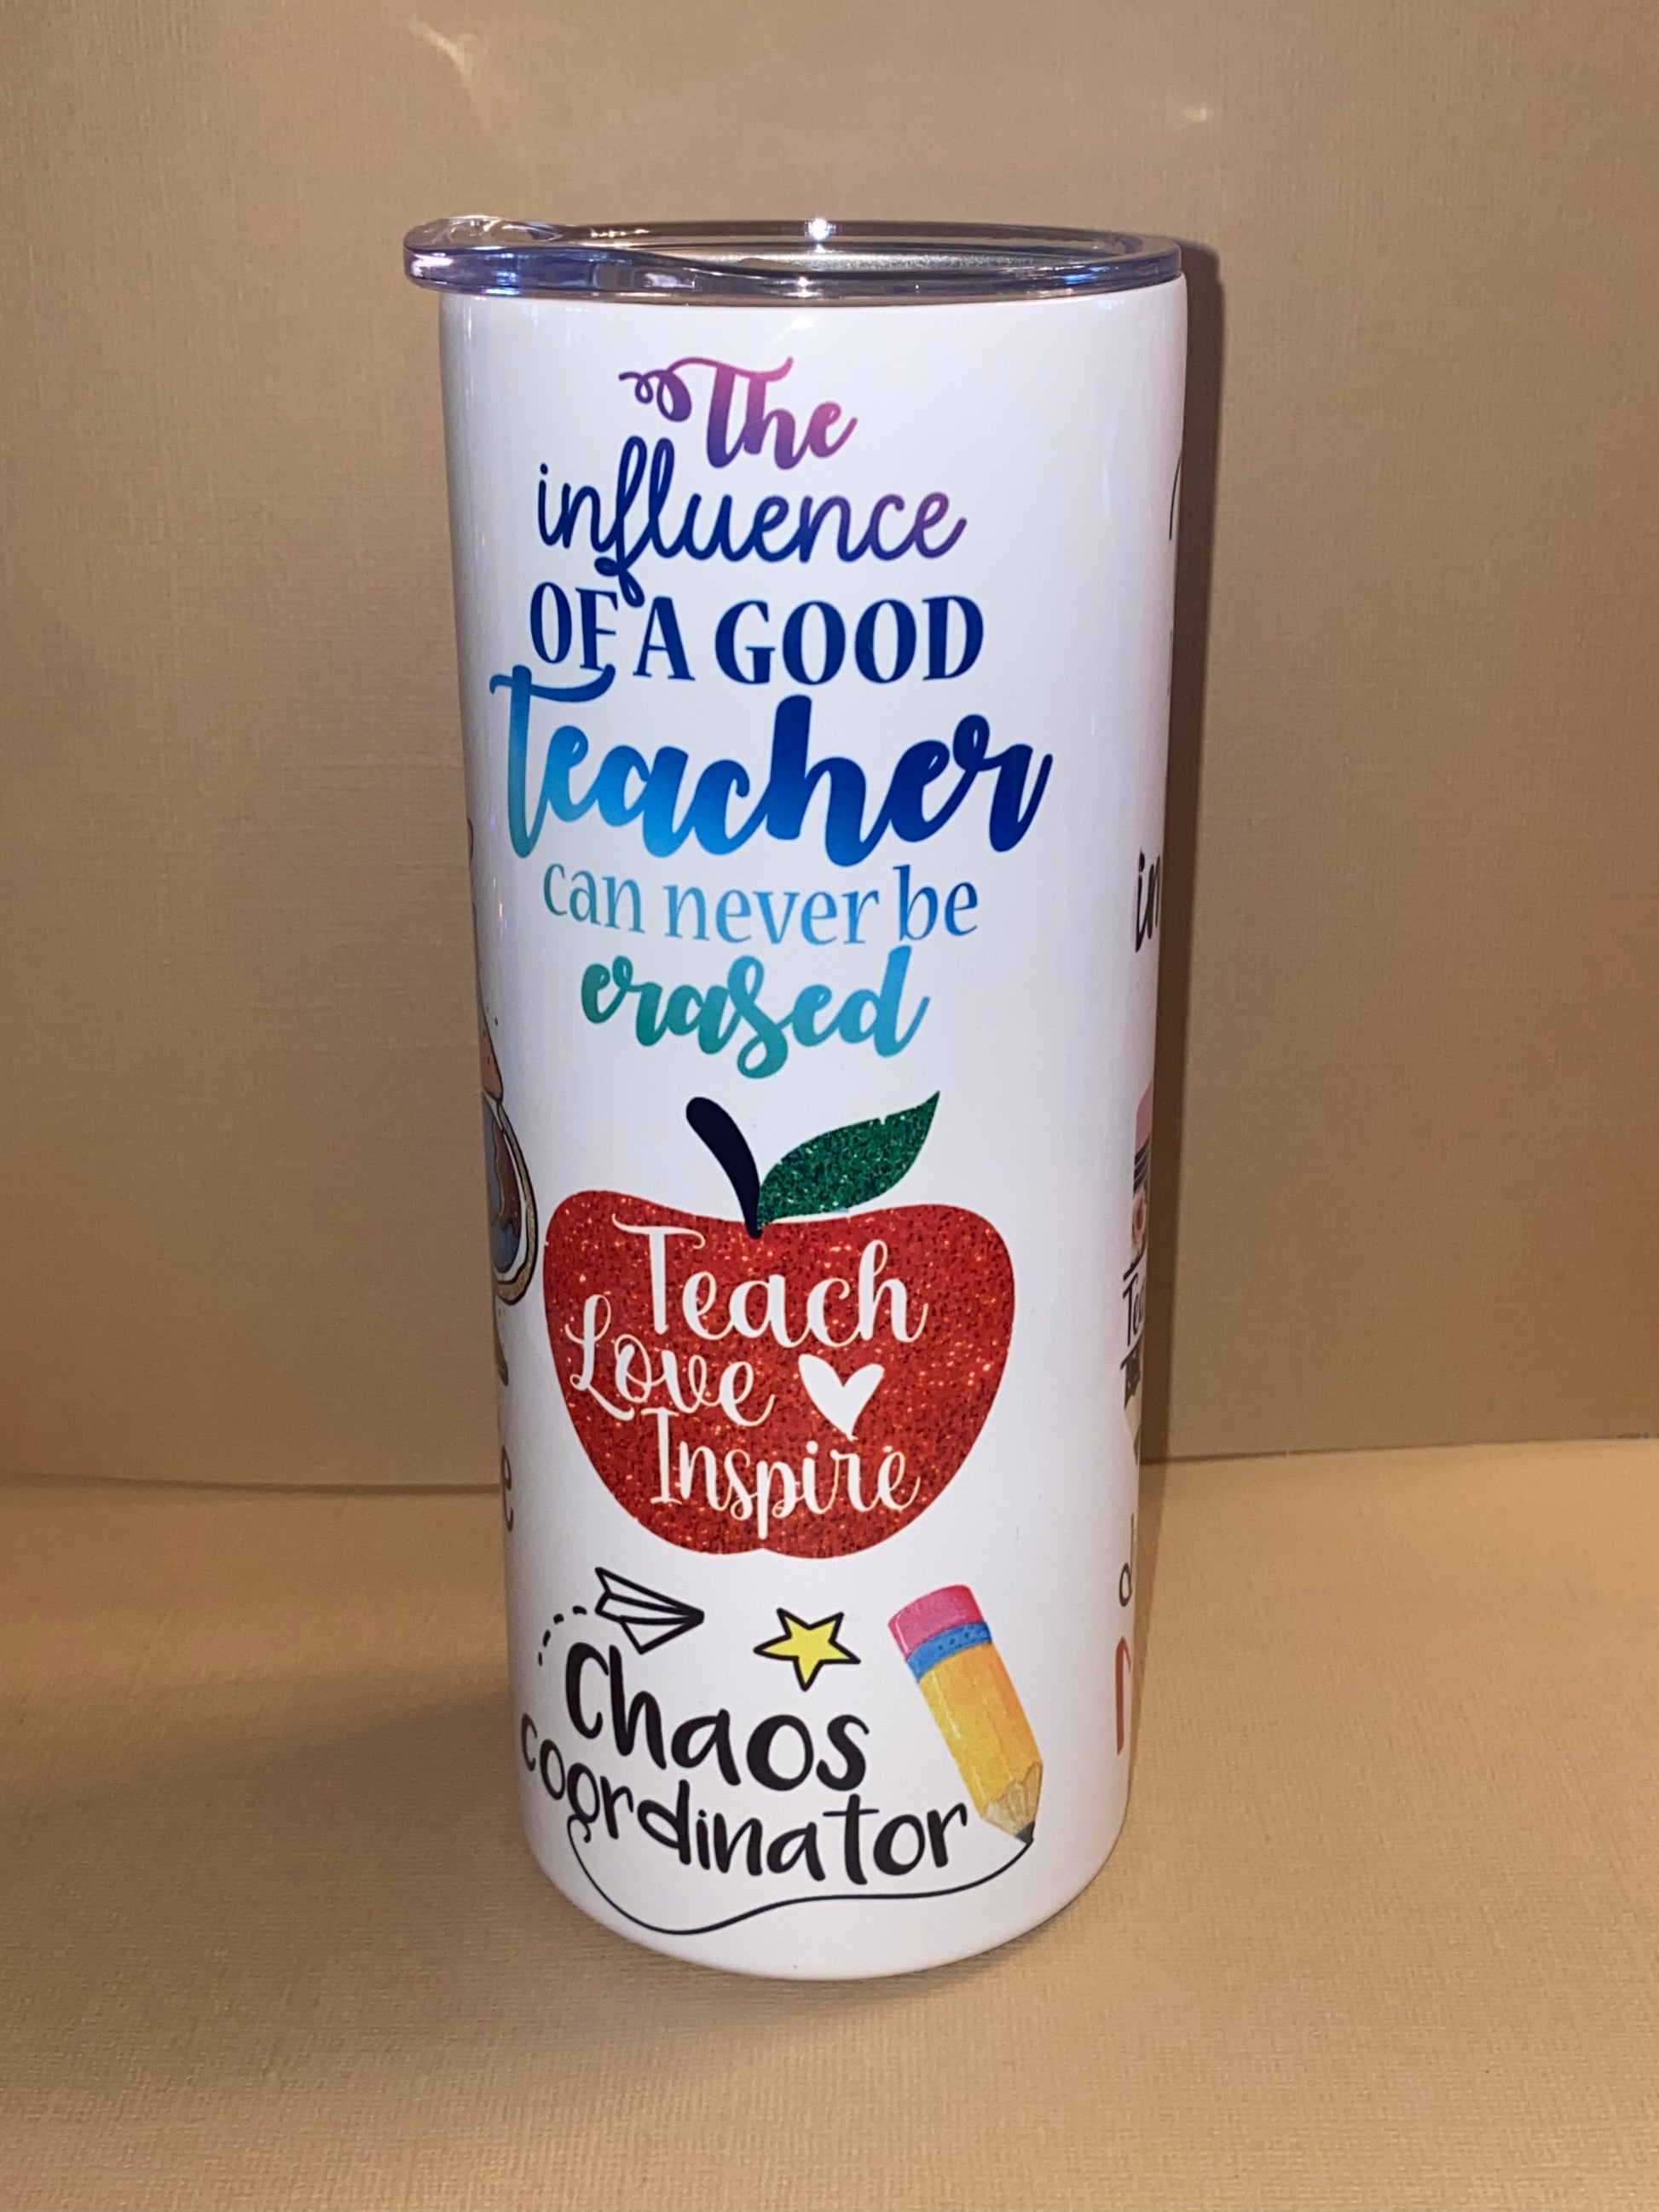 The
influence
OF A GOOD
Teacher
can never be
erased
Teach
Love
Inspire
Chaos
coordinator